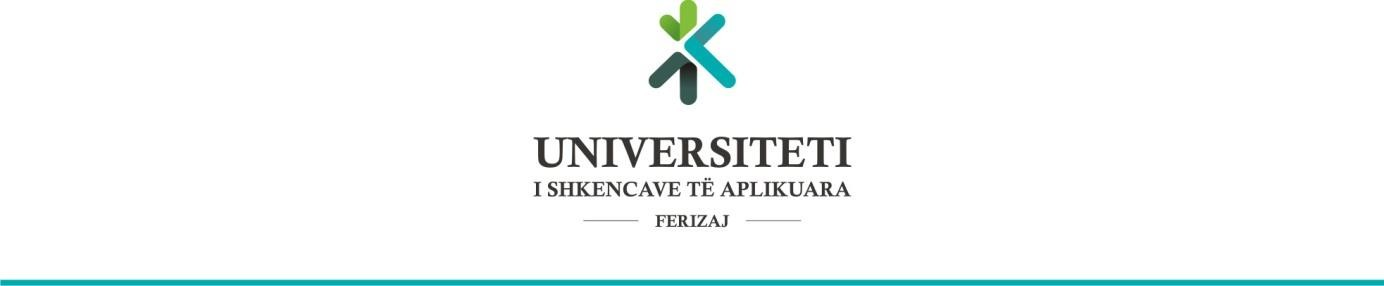 UNIVERSITETI
I SHKENCAVE TË APLIKUARA
FERIZAJ